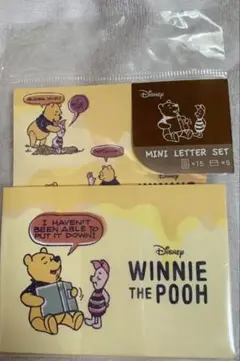 Disney
MINI LETTER SET
×15 ×5
I HAVEN'T
BEEN ABLE TO
PUT IT DOWN!
Disney
WINNIE
THE POOH